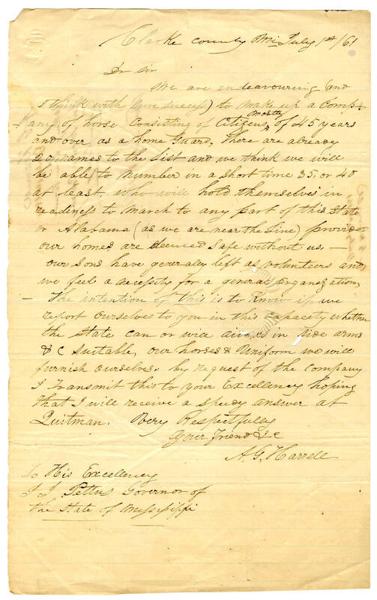 Clarke County Mi July 1st/61
Dr sir
We are endeavouring (and
I think with some success) to make up a Comp-
any of horse Consisting of Citizens mostly of 45 years
and over as a home Guard, there are already
names to the list and we think we will
be able to number in a short time 35 or 40
at least, who will hold themselves in
readiness to march to any part of this State
or Alabama (as we are near the line) provided
our homes are deemed safe without us. —
our sons have generally left as volunteers and
we feel a necessity for a general organization,
— The intention of this is to know if we
report ourselves to you in this capacity whether
the State can or will give us in side arms
&c suitable, our horses & uniform we will
furnish ourselves. by request of the company
I transmit this to your Excellency hoping
that I will receive a speedy answer at
Quitman. Very Respectfully
Your Friend &c
A. G. Harrell
To His Excellency
J J Pettus Governor of
the State of Mississippi